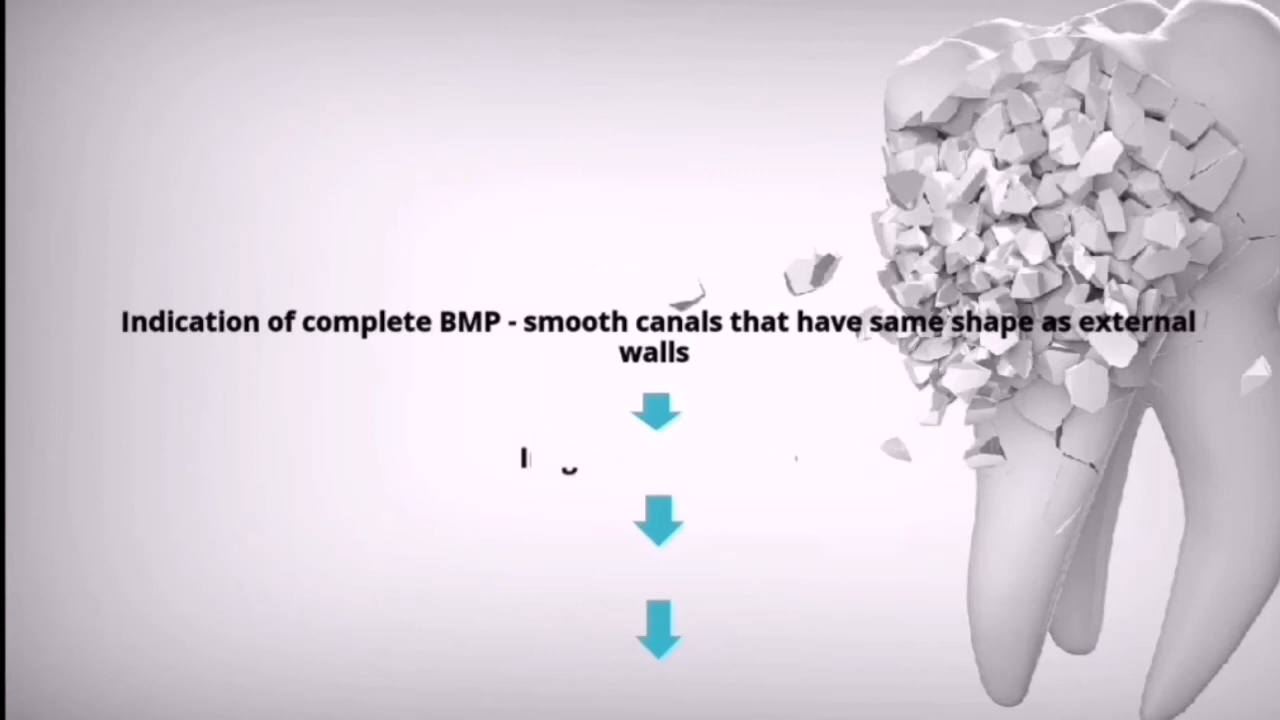 Indication of complete BMP - smooth canals that have same shape as external
walls